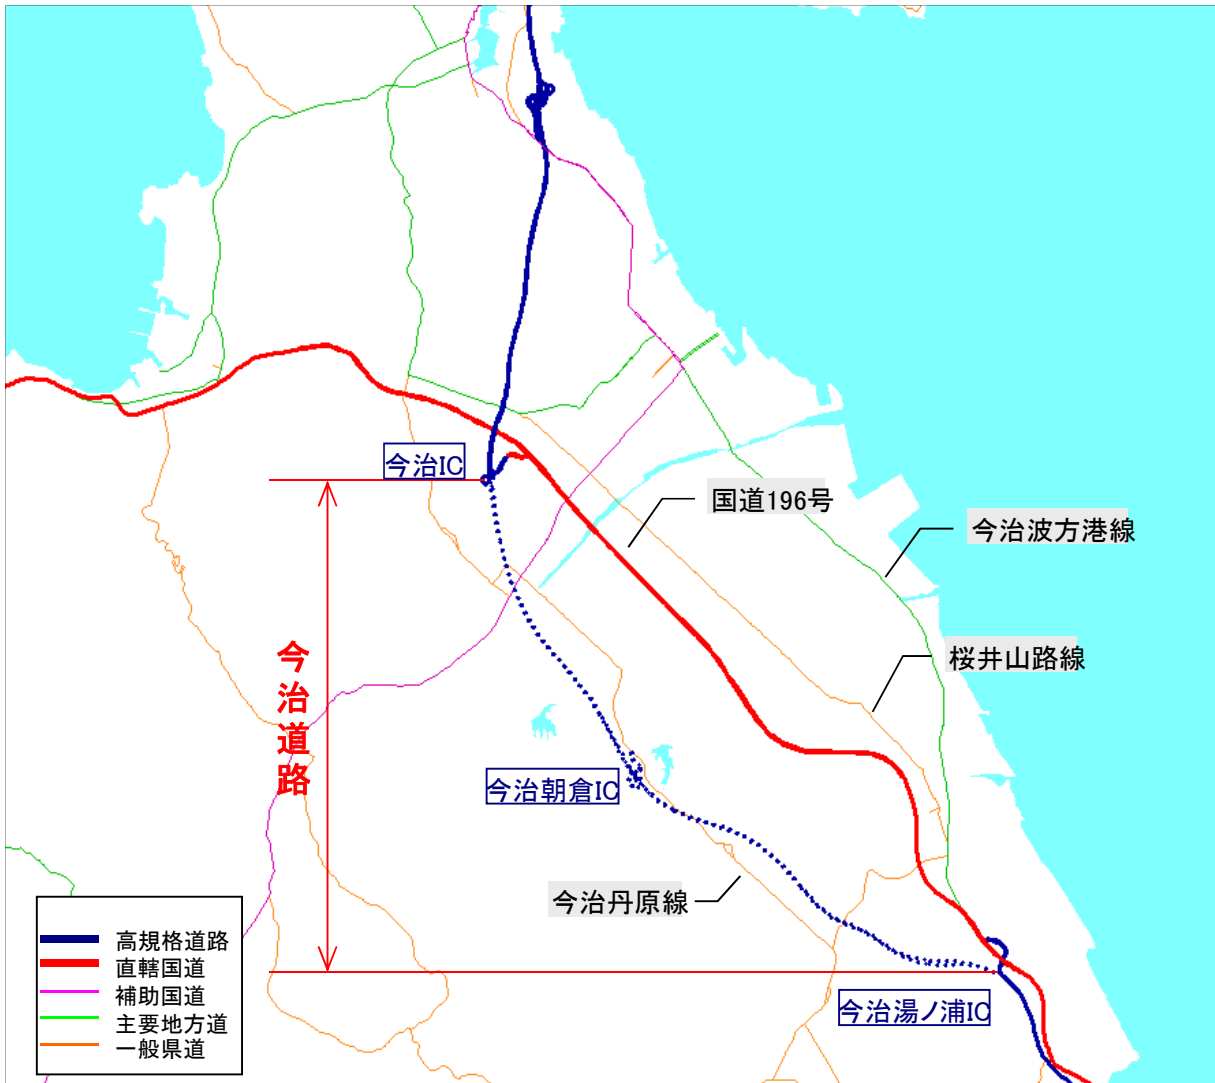 今治IC
国道196号
今治波方港線
桜井山路線
今治道路
今治朝倉IC
今治丹原線
今治湯ノ浦IC
高規格道路
直轄国道
補助国道
主要地方道
一般県道